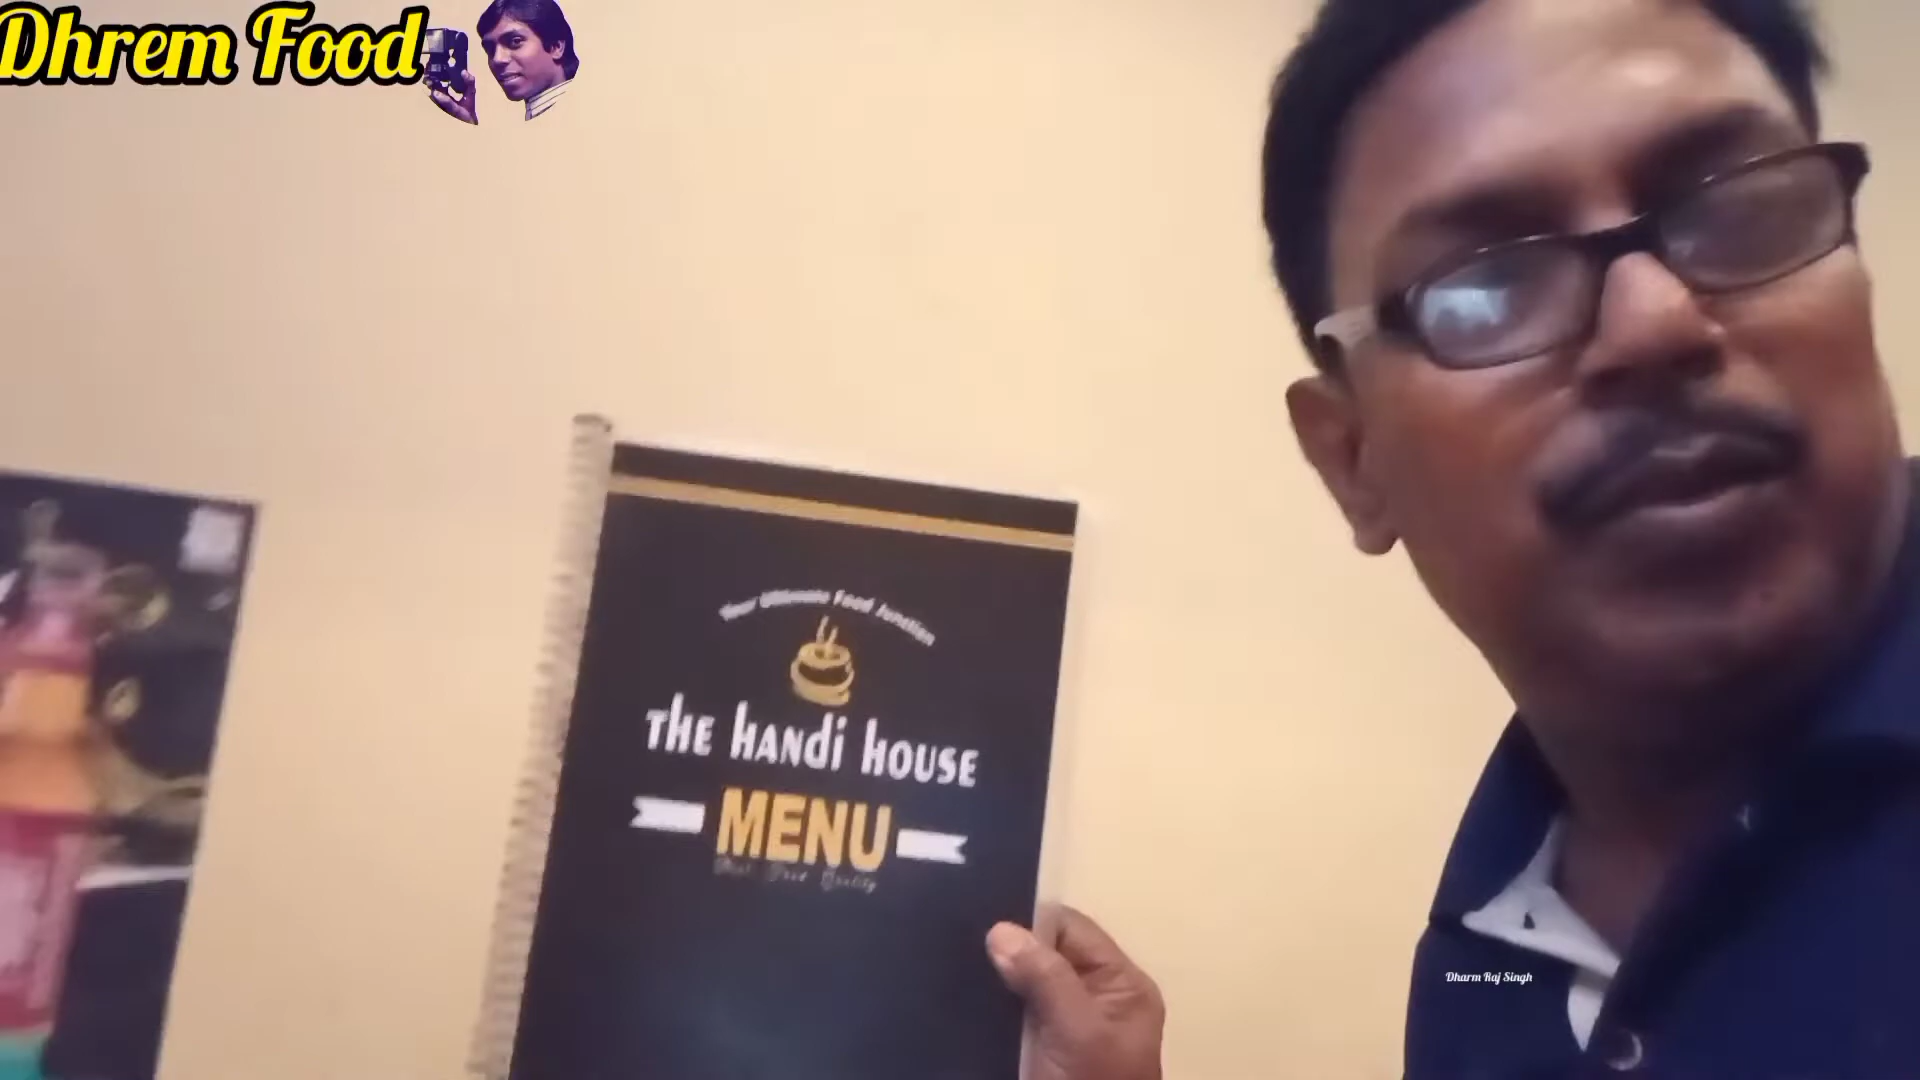 Dhrem Food
Your Ultimate Food Junction
THE HANDI HOUSE
MENU
Dharm Raj Singh